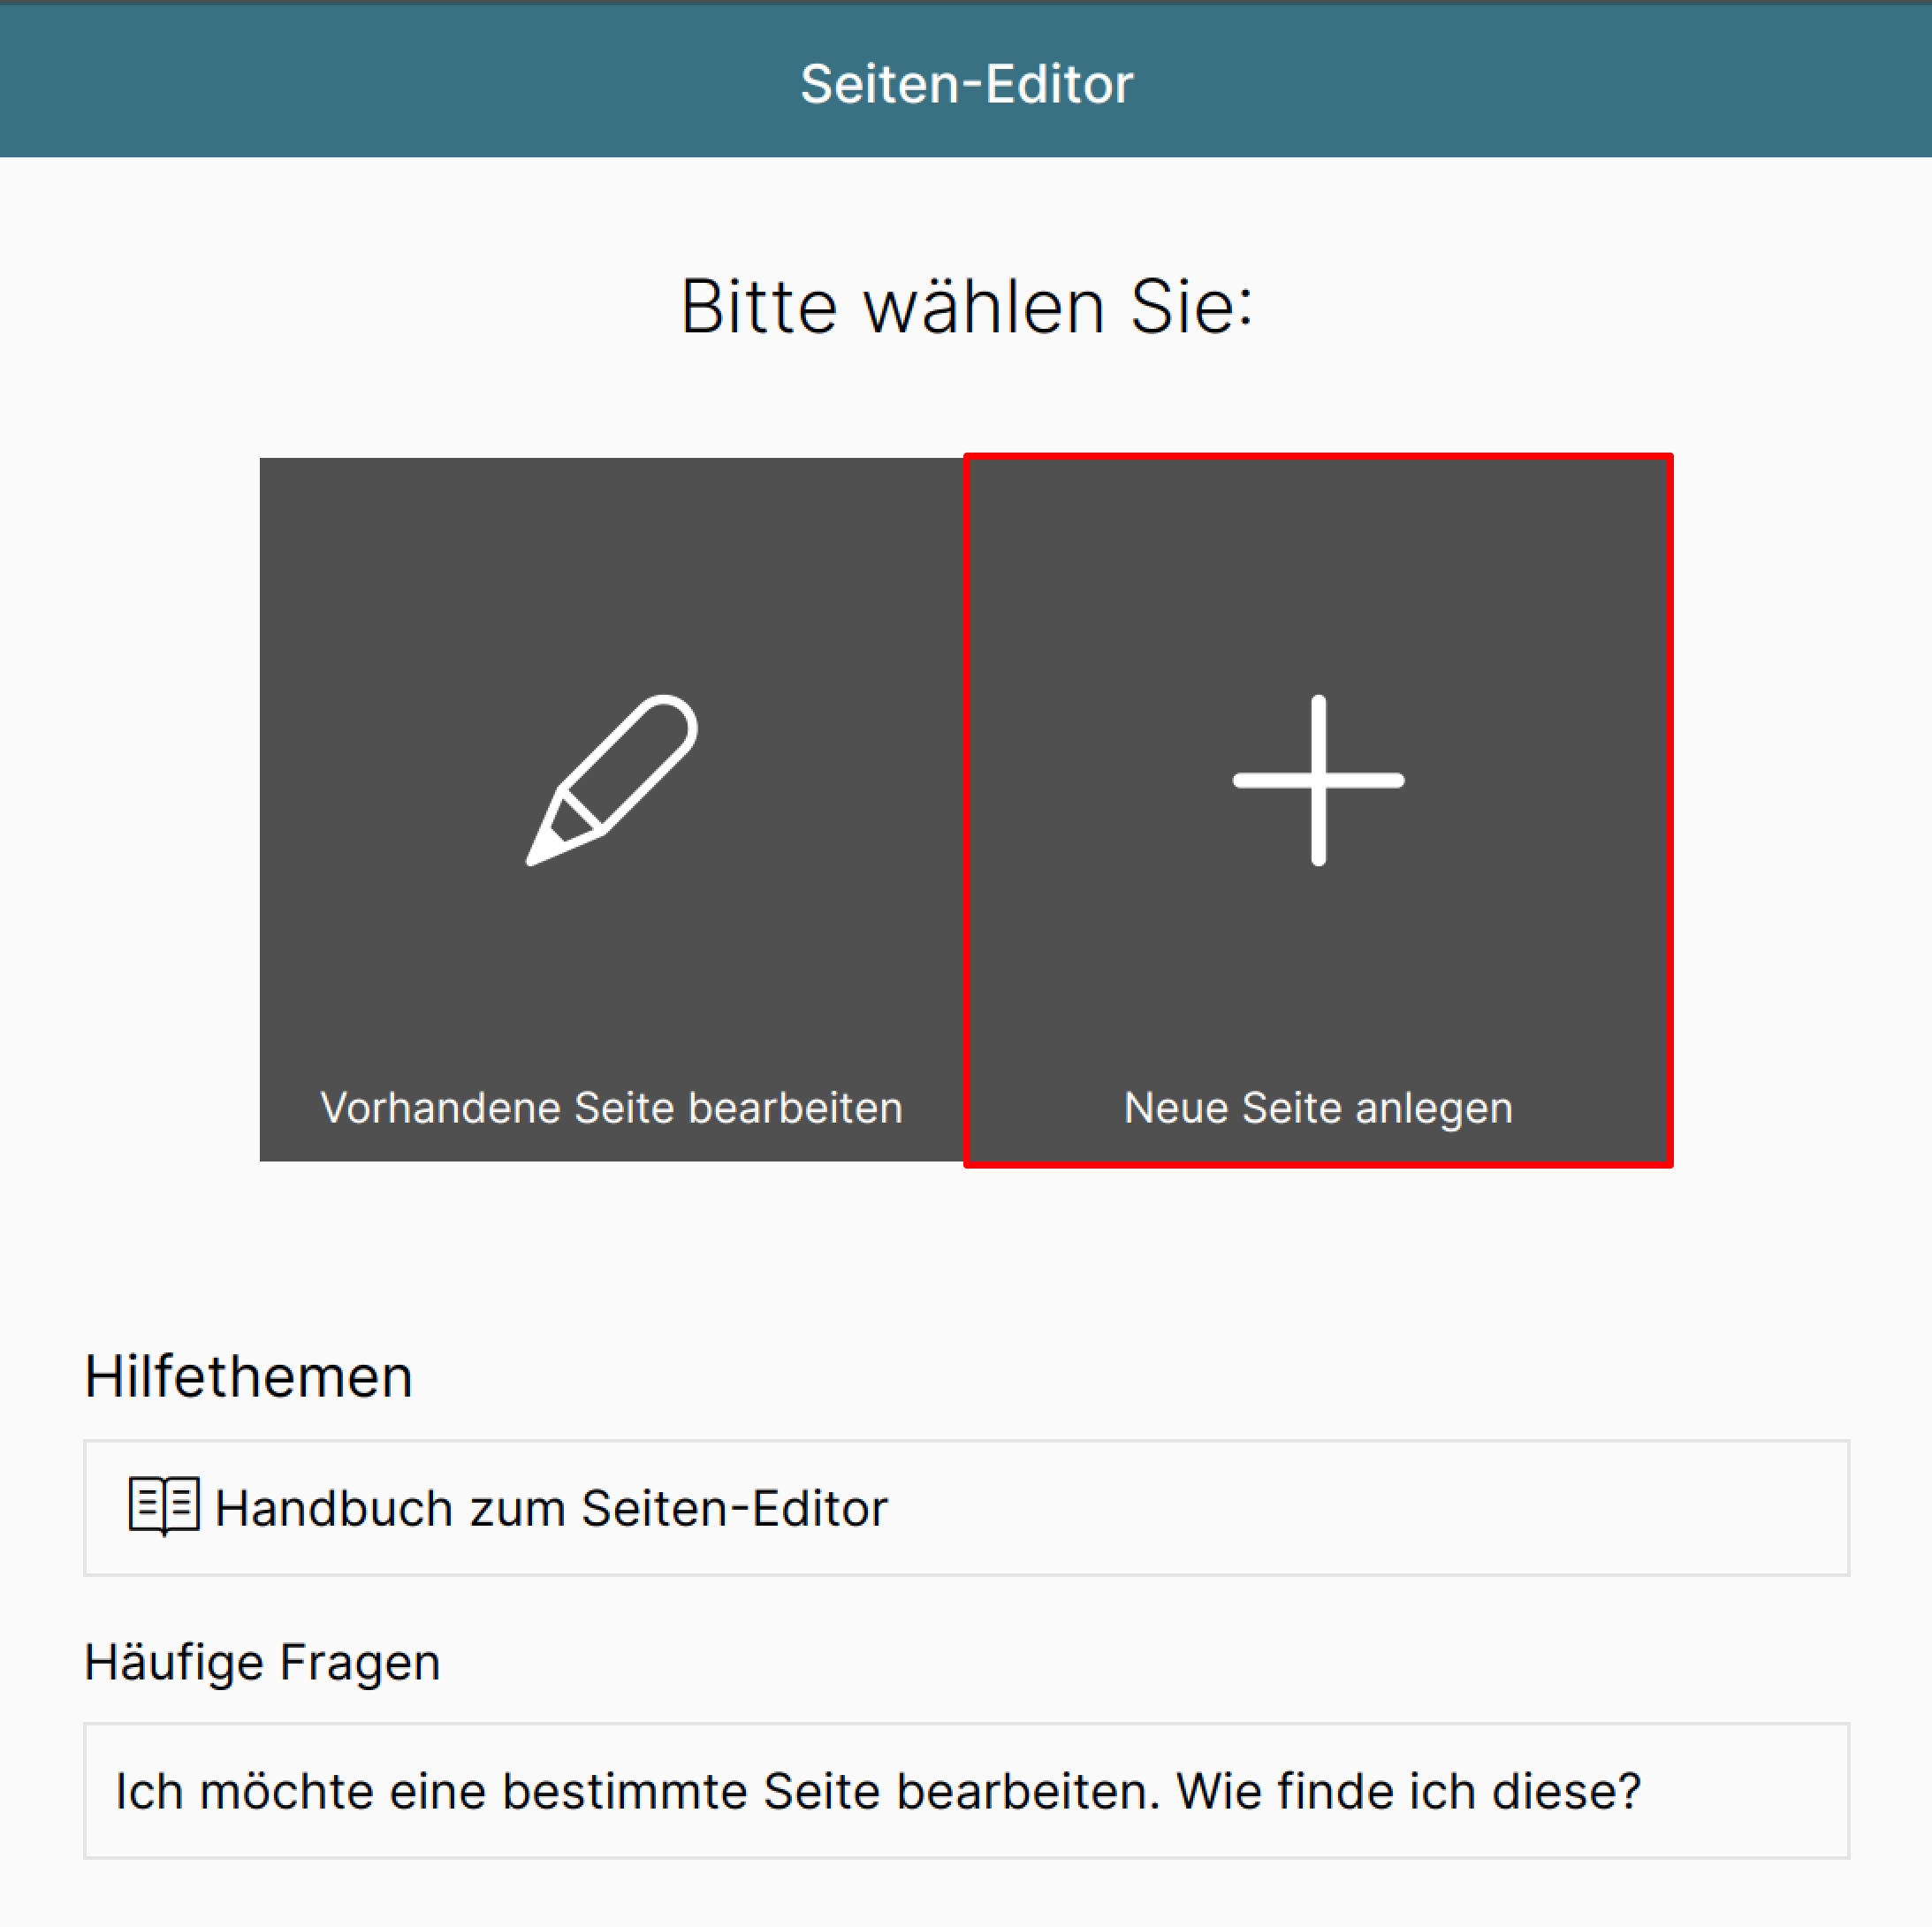 Seiten-Editor
Bitte wählen Sie:
Vorhandene Seite bearbeiten
Neue Seite anlegen
Hilfethemen
Handbuch zum Seiten-Editor
Häufige Fragen
Ich möchte eine bestimmte Seite bearbeiten. Wie finde ich diese?